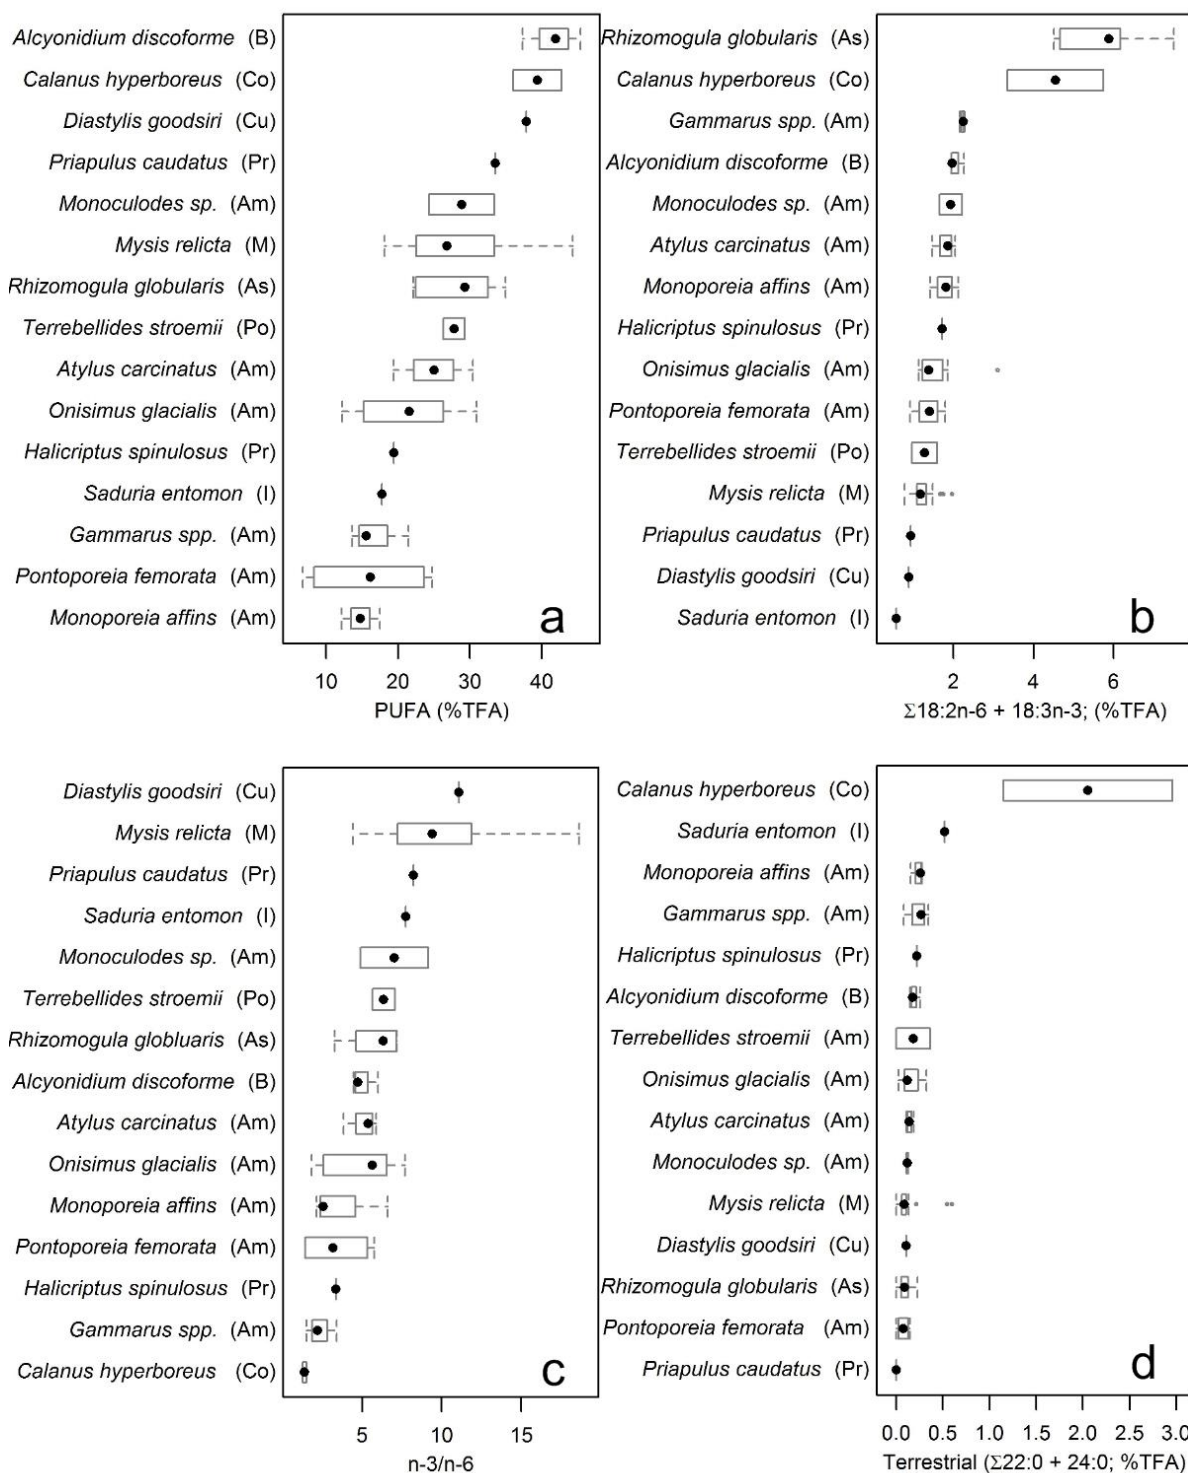 Alcyonidium discoforme (B)
Calanus hyperboreus (Co)
Diastylis goodsiri (Cu)
Priapulus caudatus (Pr)
Monoculodes sp. (Am)
Mysis relicta (M)
Rhizomogula globularis (As)
Terrebellides stroemii (Po)
Atylus carcinatus (Am)
Onisimus glacialis (Am)
Halicriptus spinulosus (Pr)
Saduria entomon (I)
Gammarus spp. (Am)
Pontoporeia femorata (Am)
Monoporeia affins (Am)
a
10 20 30 40
PUFA (%TFA)
Rhizomogula globularis (As)
Calanus hyperboreus (Co)
Gammarus spp. (Am)
Alcyonidium discoforme (B)
Monoculodes sp. (Am)
Atylus carcinatus (Am)
Monoporeia affins (Am)
Halicriptus spinulosus (Pr)
Onisimus glacialis (Am)
Pontoporeia femorata (Am)
Terrebellides stroemii (Po)
Mysis relicta (M)
Priapulus caudatus (Pr)
Diastylis goodsiri (Cu)
Saduria entomon (I)
b
2 4 6
Σ18:2n-6 + 18:3n-3; (%TFA)
Diastylis goodsiri (Cu)
Mysis relicta (M)
Priapulus caudatus (Pr)
Saduria entomon (I)
Monoculodes sp. (Am)
Terrebellides stroemii (Po)
Rhizomogula globluaris (As)
Alcyonidium discoforme (B)
Atylus carcinatus (Am)
Onisimus glacialis (Am)
Monoporeia affins (Am)
Pontoporeia femorata (Am)
Halicriptus spinulosus (Pr)
Gammarus spp. (Am)
Calanus hyperboreus (Co)
c
5 10 15
n-3/n-6
Calanus hyperboreus (Co)
Saduria entomon (I)
Monoporeia affins (Am)
Gammarus spp. (Am)
Halicriptus spinulosus (Pr)
Alcyonidium discoforme (B)
Terrebellides stroemii (Am)
Onisimus glacialis (Am)
Atylus carcinatus (Am)
Monoculodes sp. (Am)
Mysis relicta (M)
Diastylis goodsiri (Cu)
Rhizomogula globularis (As)
Pontoporeia femorata (Am)
Priapulus caudatus (Pr)
d
0.0 0.5 1.0 1.5 2.0 2.5 3.0
Terrestrial (Σ22:0 + 24:0; %TFA)